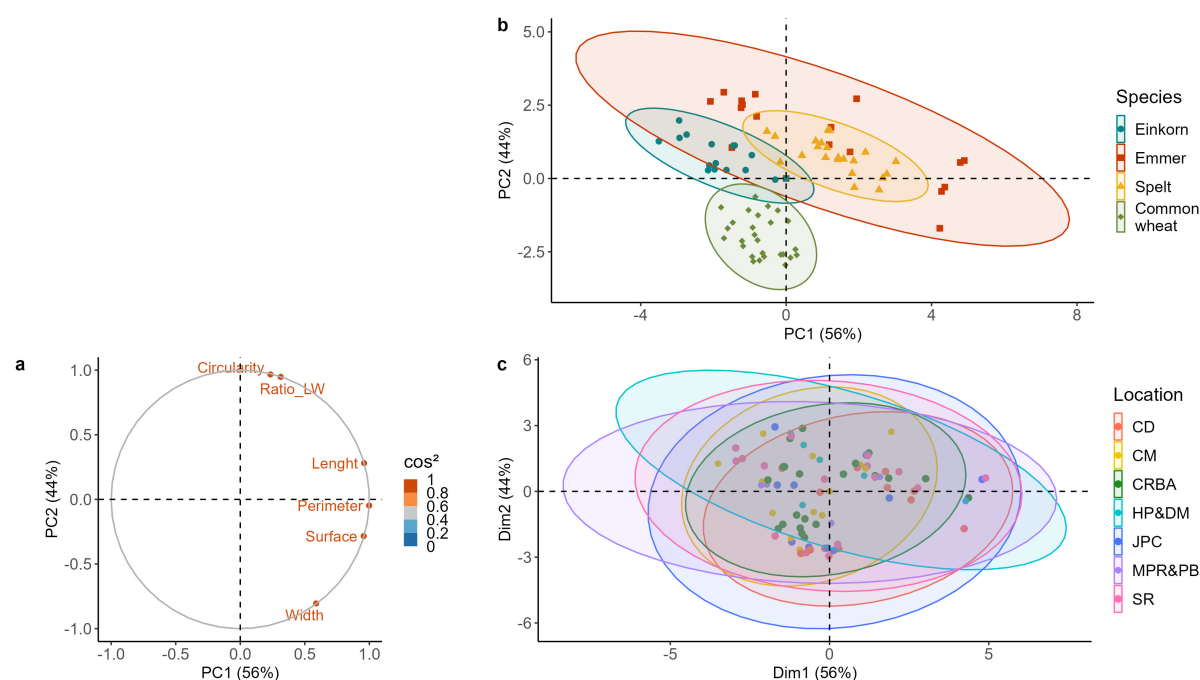 b
5.0
2.5
0.0
-2.5
PC2 (44%)
-4
0
4
8
PC1 (56%)
Species
Einkorn
Emmer
Spelt
Common
wheat
a
1.0
0.5
0.0
-0.5
-1.0
PC2 (44%)
Circularity
Ratio_LW
Lenght
Perimeter
Surface
Width
-1.0
-0.5
0.0
0.5
1.0
PC1 (56%)
cos²
1
0.8
0.6
0.4
0.2
0
c
6
3
0
-3
-6
Dim2 (44%)
-5
0
5
Dim1 (56%)
Location
CD
CM
CRBA
HP&DM
JPC
MPR&PB
SR